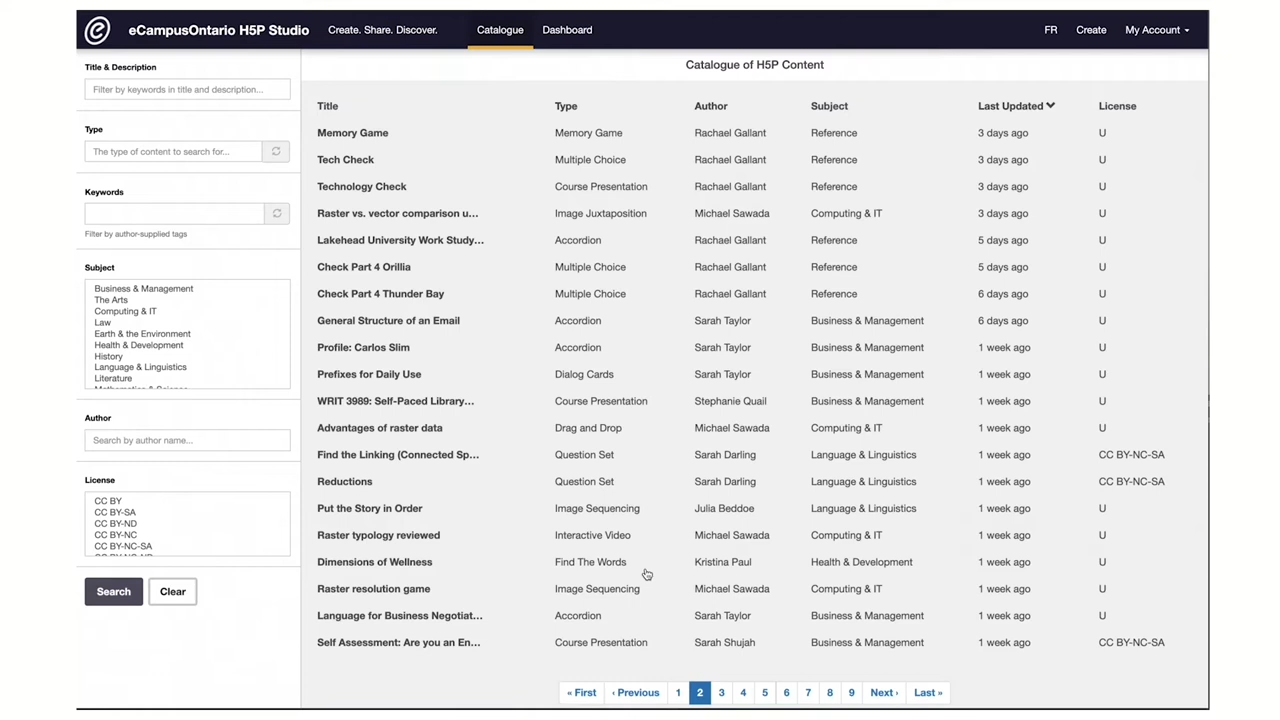 eCampusOntario H5P Studio Create. Share. Discover. Catalogue Dashboard FR Create My Account
Title & Description
Filter by keywords in title and description...
Type
The type of content to search for...
Keywords
Filter by author-supplied tags
Subject
Business & Management
The Arts
Computing & IT
Law
Earth & the Environment
Health & Development
History
Language & Linguistics
Literature
Mathematics & Science
Author
Search by author name...
License
CC BY
CC BY-SA
CC BY-ND
CC BY-NC
CC BY-NC-SA
CC BY-NC-ND
Search Clear
Catalogue of H5P Content
Title Type Author Subject Last Updated License
Memory Game Memory Game Rachael Gallant Reference 3 days ago U
Tech Check Multiple Choice Rachael Gallant Reference 3 days ago U
Technology Check Course Presentation Rachael Gallant Reference 3 days ago U
Raster vs. vector comparison u... Image Juxtaposition Michael Sawada Computing & IT 3 days ago U
Lakehead University Work Study... Accordion Rachael Gallant Reference 5 days ago U
Check Part 4 Orillia Multiple Choice Rachael Gallant Reference 5 days ago U
Check Part 4 Thunder Bay Multiple Choice Rachael Gallant Reference 6 days ago U
General Structure of an Email Accordion Sarah Taylor Business & Management 6 days ago U
Profile: Carlos Slim Accordion Sarah Taylor Business & Management 1 week ago U
Prefixes for Daily Use Dialog Cards Sarah Taylor Business & Management 1 week ago U
WRIT 3989: Self-Paced Library... Course Presentation Stephanie Quail Business & Management 1 week ago U
Advantages of raster data Drag and Drop Michael Sawada Computing & IT 1 week ago U
Find the Linking (Connected Sp... Question Set Sarah Darling Language & Linguistics 1 week ago CC BY-NC-SA
Reductions Question Set Sarah Darling Language & Linguistics 1 week ago CC BY-NC-SA
Put the Story in Order Image Sequencing Julia Beddoe Language & Linguistics 1 week ago U
Raster typology reviewed Interactive Video Michael Sawada Computing & IT 1 week ago U
Dimensions of Wellness Find The Words Kristina Paul Health & Development 1 week ago U
Raster resolution game Image Sequencing Michael Sawada Computing & IT 1 week ago U
Language for Business Negotiat... Accordion Sarah Taylor Business & Management 1 week ago U
Self Assessment: Are you an En... Course Presentation Sarah Shujah Business & Management 1 week ago CC BY-NC-SA
« First ‹ Previous 1 2 3 4 5 6 7 8 9 Next › Last »